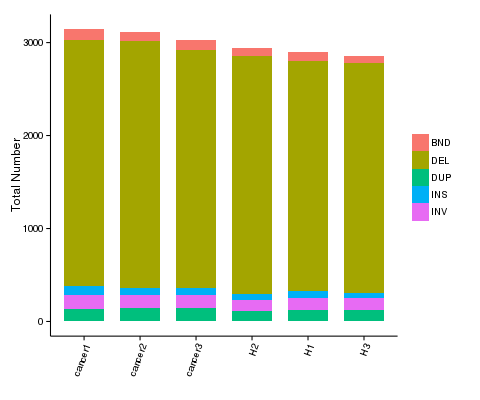 Total Number
3000
2000
1000
0
cancer1
cancer2
cancer3
H2
H1
H3
BND
DEL
DUP
INS
INV